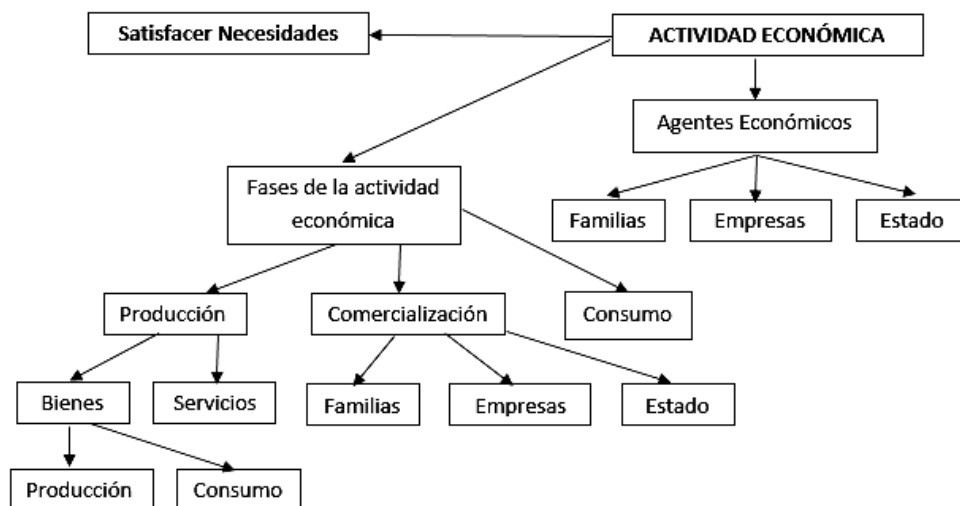 Satisfacer Necesidades
ACTIVIDAD ECONÓMICA
Agentes Económicos
Fases de la actividad
económica
Familias
Empresas
Estado
Producción
Comercialización
Consumo
Bienes
Servicios
Familias
Empresas
Estado
Producción
Consumo